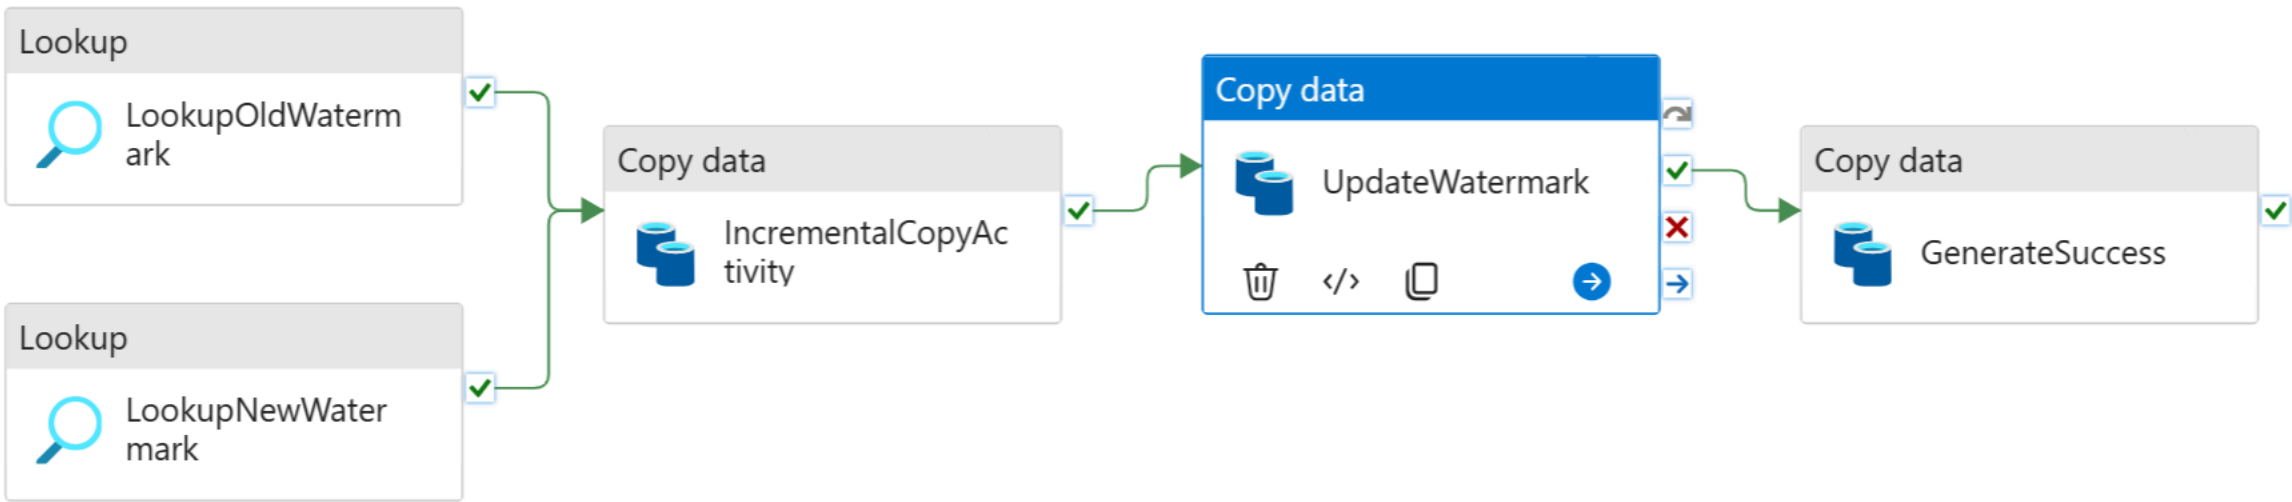 Lookup
LookupOldWaterm
ark
Lookup
LookupNewWater
mark
Copy data
IncrementalCopyAc
tivity
Copy data
UpdateWatermark
Copy data
GenerateSuccess